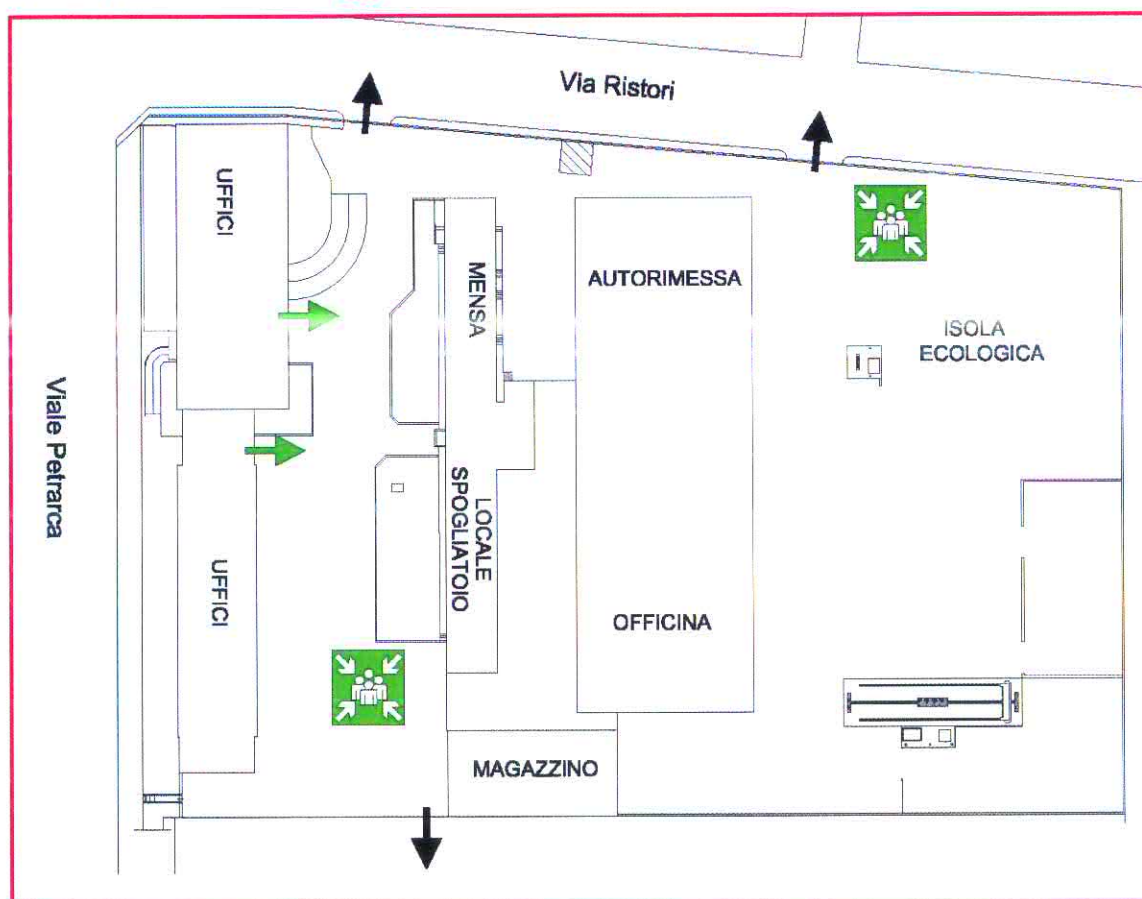 Via Ristori
UFFICI
MENSA
AUTORIMESSA
ISOLA
ECOLOGICA
Viale Petrarca
LOCALE
SPOGLIATOIO
UFFICI
OFFICINA
MAGAZZINO